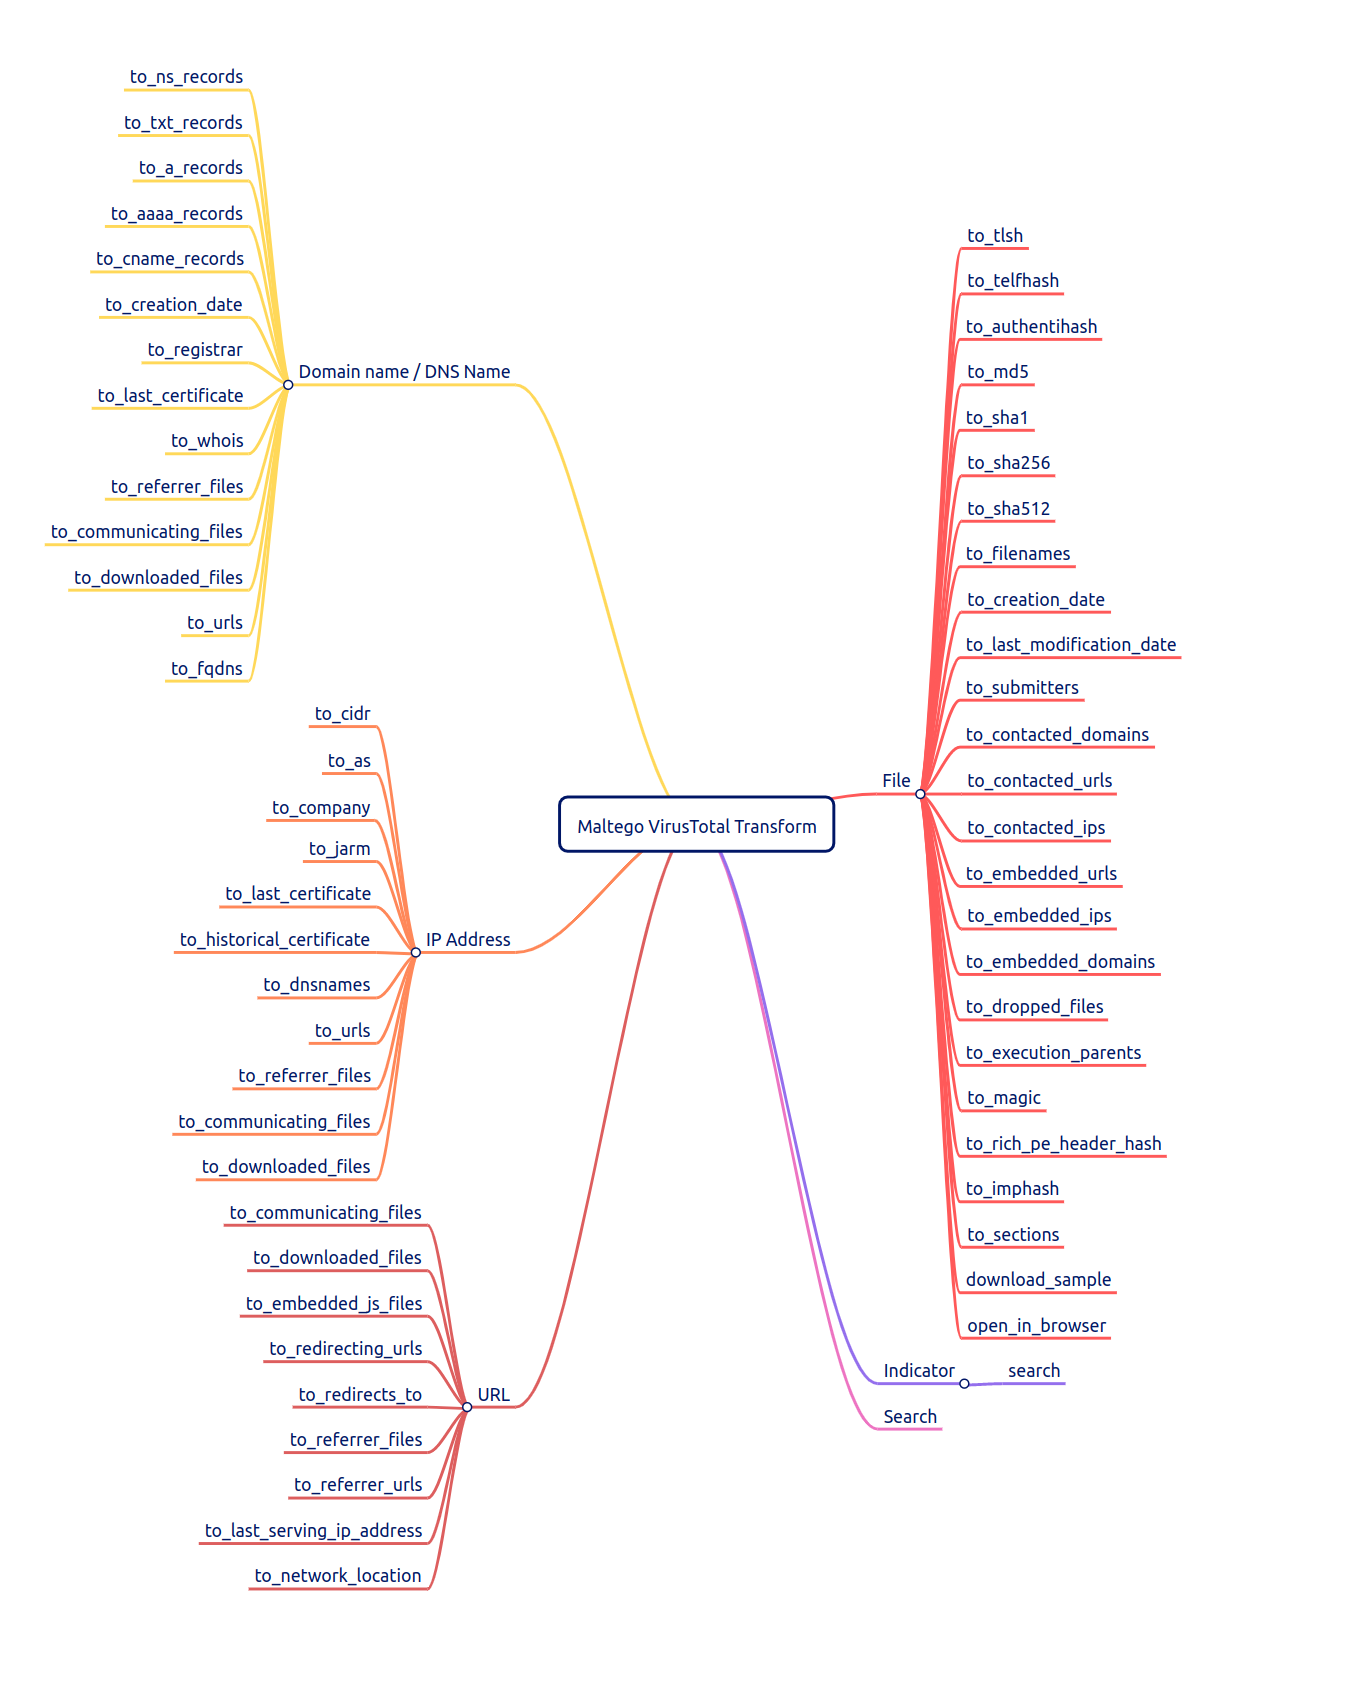 Maltego VirusTotal Transform
Domain name / DNS Name
to_ns_records
to_txt_records
to_a_records
to_aaaa_records
to_cname_records
to_creation_date
to_registrar
to_last_certificate
to_whois
to_referrer_files
to_communicating_files
to_downloaded_files
to_urls
to_fqdns
IP Address
to_cidr
to_as
to_company
to_jarm
to_last_certificate
to_historical_certificate
to_dnsnames
to_urls
to_referrer_files
to_communicating_files
to_downloaded_files
URL
to_communicating_files
to_downloaded_files
to_embedded_js_files
to_redirecting_urls
to_redirects_to
to_referrer_files
to_referrer_urls
to_last_serving_ip_address
to_network_location
File
to_tlsh
to_telfhash
to_authentihash
to_md5
to_sha1
to_sha256
to_sha512
to_filenames
to_creation_date
to_last_modification_date
to_submitters
to_contacted_domains
to_contacted_urls
to_contacted_ips
to_embedded_urls
to_embedded_ips
to_embedded_domains
to_dropped_files
to_execution_parents
to_magic
to_rich_pe_header_hash
to_imphash
to_sections
download_sample
open_in_browser
Indicator
search
Search